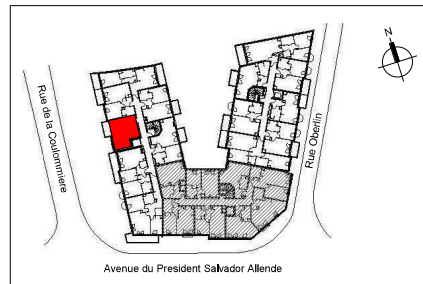 N
Rue de la Coulommiere
Rue Oberlin
Avenue du President Salvador Allende